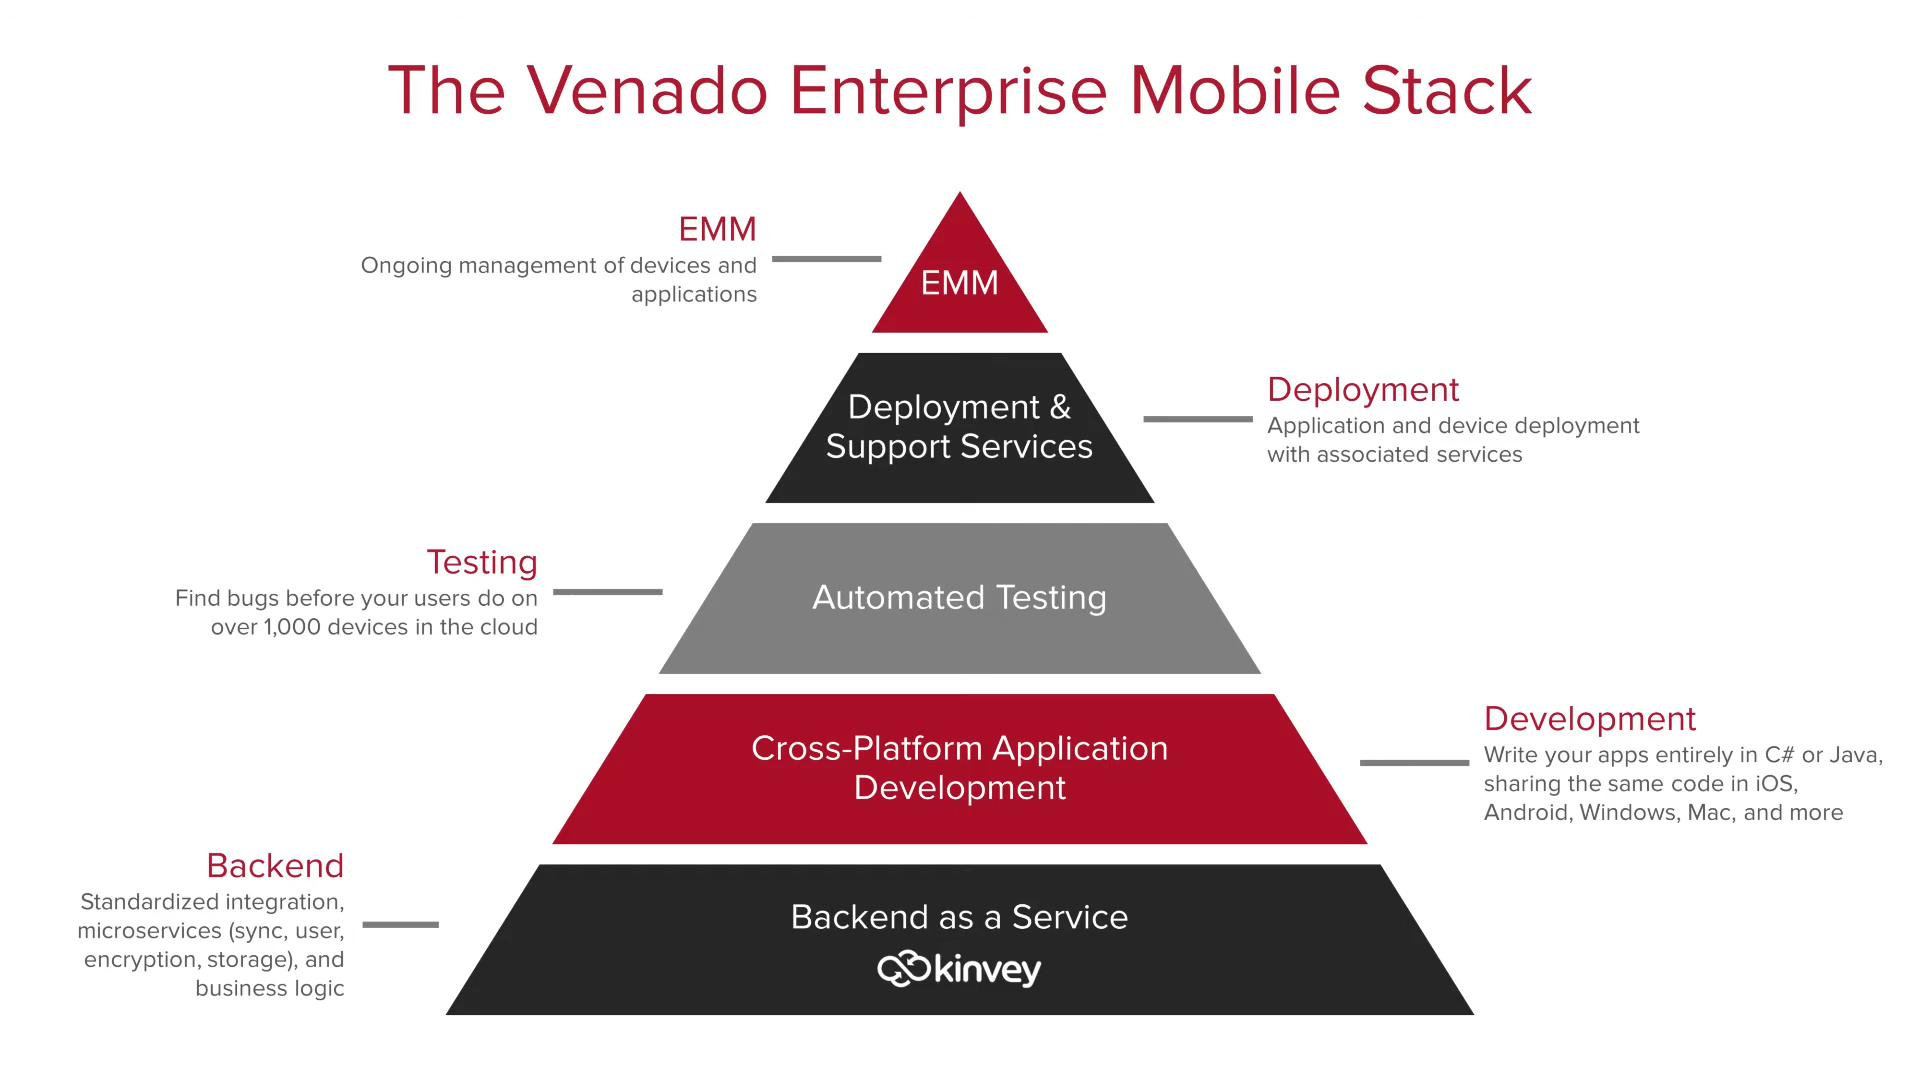 The Venado Enterprise Mobile Stack
EMM
Ongoing management of devices and
applications
EMM
Deployment &
Support Services
Deployment
Application and device deployment
with associated services
Testing
Find bugs before your users do on
over 1,000 devices in the cloud
Automated Testing
Cross-Platform Application
Development
Development
Write your apps entirely in C# or Java,
sharing the same code in iOS,
Android, Windows, Mac, and more
Backend
Standardized integration,
microservices (sync, user,
encryption, storage), and
business logic
Backend as a Service
kinvey